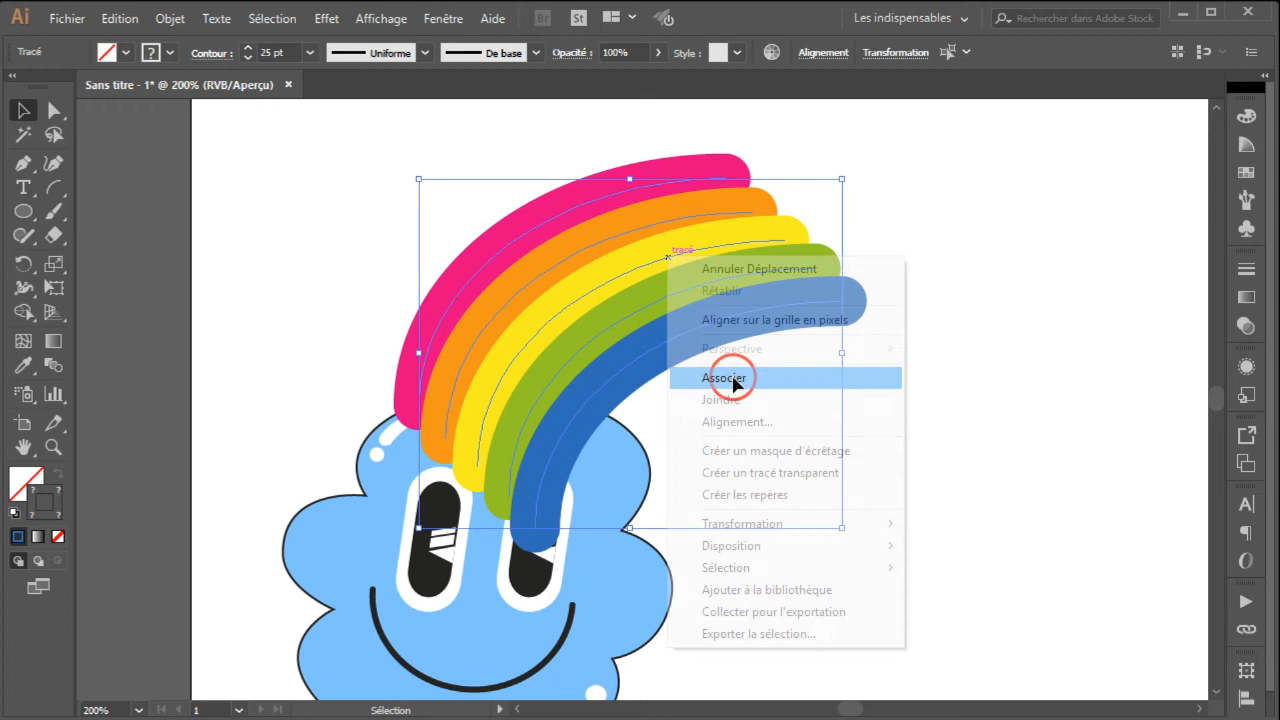 Ai Fichier Edition Objet Texte Sélection Effet Affichage Fenêtre Aide Br St Les indispensables Rechercher dans Adobe Stock
Tracé ? Contour : 25 pt Uniforme De base Opacité : 100% Style : Alignement Transformation
Sans titre - 1* @ 200% (RVB/Aperçu)
tracé
Annuler Déplacement
Rétablir
Aligner sur la grille en pixels
Perspective
Associer
Joindre
Alignement...
Créer un masque d'écrêtage
Créer un tracé transparent
Créer les repères
Transformation
Disposition
Sélection
Ajouter à la bibliothèque
Collecter pour l'exportation
Exporter la sélection...
200% 1 Sélection